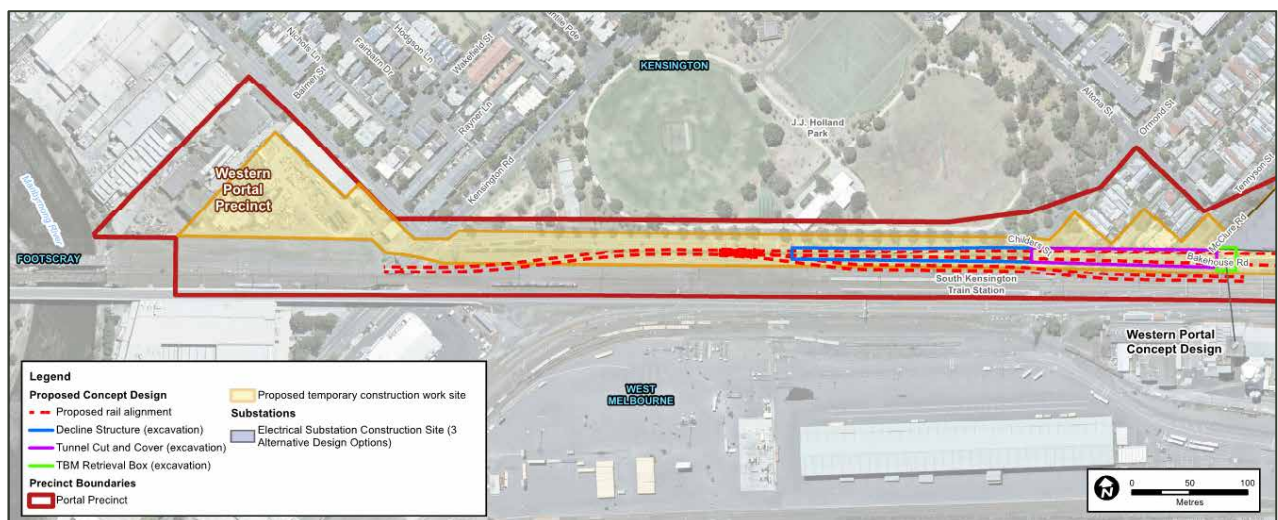 Nichols Ln
Fairbairn Dr
Hodgson Ln
Balmer St
Wakefield St
KENSINGTON
Rayner Ln
J.J. Holland
Park
Altona St
Ormond St
Kensington Rd
Tennyson St
Western
Portal
Precinct
Maribyrnong River
McClure Rd
Childers St
Bakehouse Rd
FOOTSCRAY
South Kensington
Train Station
Western Portal
Concept Design
WEST
MELBOURNE
Legend
Proposed Concept Design
Proposed rail alignment
Decline Structure (excavation)
Tunnel Cut and Cover (excavation)
TBM Retrieval Box (excavation)
Precinct Boundaries
Portal Precinct
Proposed temporary construction work site
Substations
Electrical Substation Construction Site (3
Alternative Design Options)
N
0 50 100
Metres